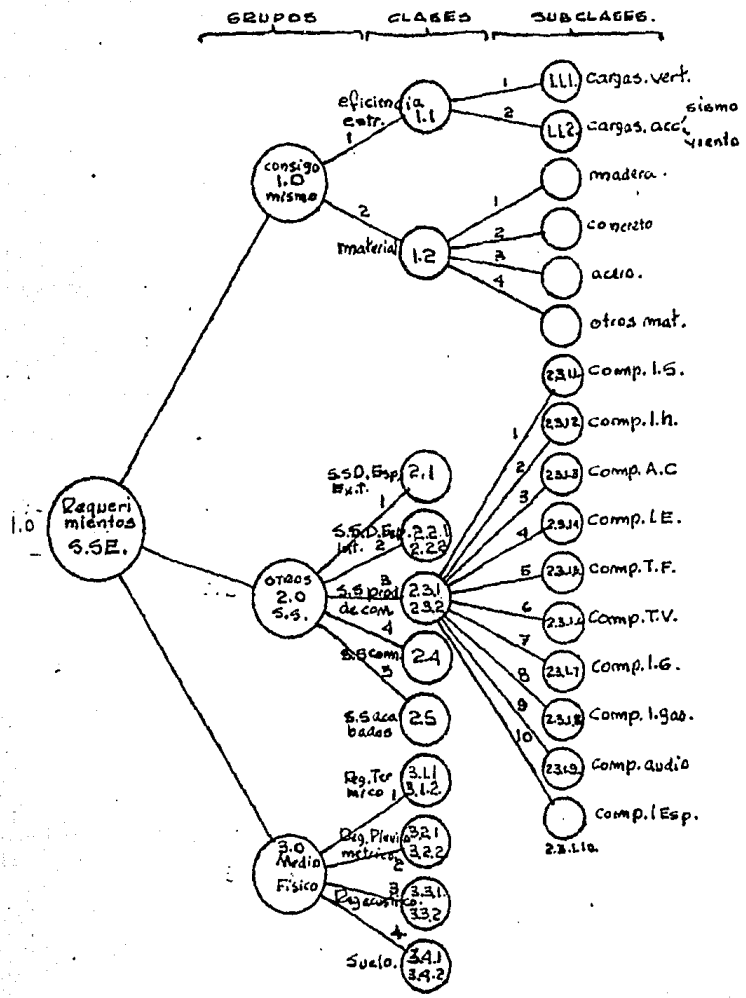 GRUPOS CLASES SUBCLASES.
eficiencia
estr.
1
1.1
1
1.1.1. cargas.vert.
2
1.1.2. cargas.acc. sismo
viento
consigo
1.0
mismo
2
material
1.2
1
madera.
2
concreto
3
acero.
4
otros mat.
1.0
Requeri
mientos
S.SE.
OTROS
2.0
S.S.
S.S.D.Esp.
Ext.
1
2.1
S.S.D.Esp.
Int.
2
2.2.1
2.2.2
3
S.S prod
de com.
2.3.1
2.3.2
4
S.S com.
2.4
5
S.S aca
bados
2.5
1
2.3.1.1. Comp. I.S.
2
2.3.1.2 Comp. I.h.
3
2.3.1.3 Comp. A.C
4
2.3.1.4 Comp. I.E.
5
2.3.1.5. Comp. T.F.
6
2.3.1.6 Comp. T.V.
7
2.3.1.7 Comp. I.G.
8
2.3.1.8 Comp. I.gas.
9
2.3.1.9 Comp. audio
10
Comp. I Esp.
2.3.1.10.
3.0
Medio
Físico
Reg.Ter
mico
1
3.1.1
3.1.2.
Reg.Pluvio
metrico
2
3.2.1
3.2.2
3
Reg acustico.
3.3.1.
3.3.2
4.
Suelo.
3.4.1
3.4.2